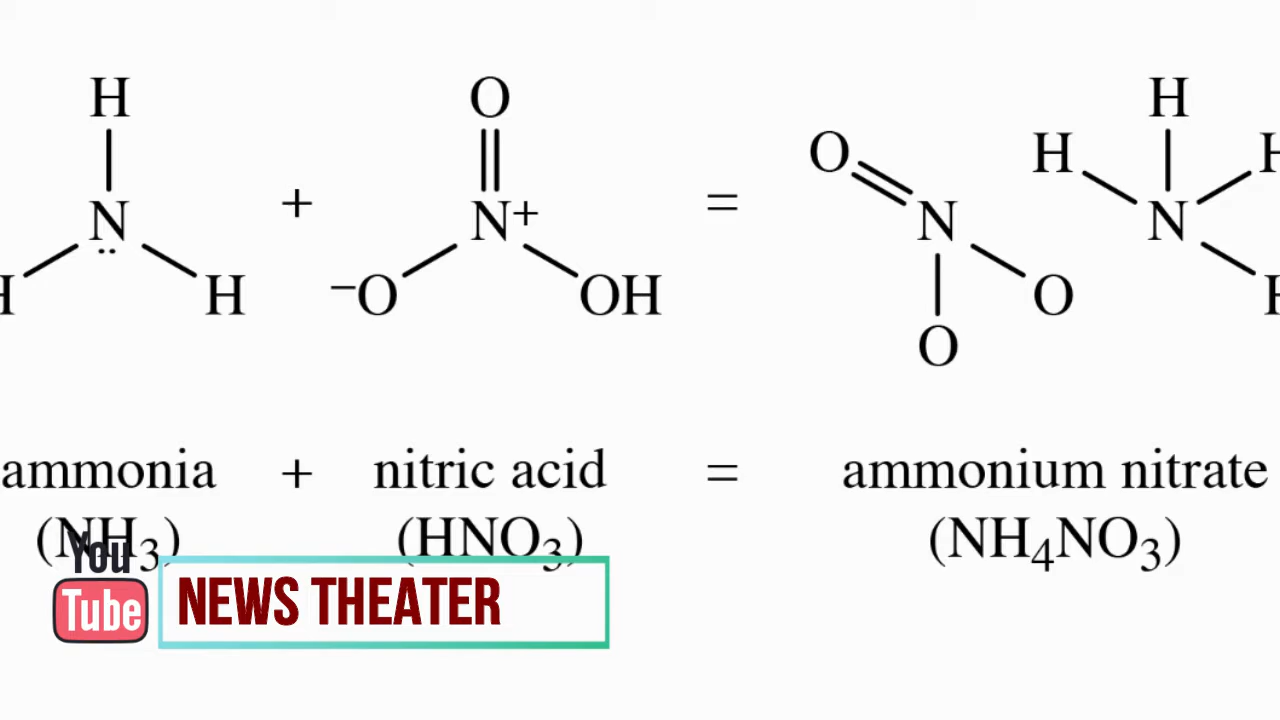 H
O
H
O
H
H
+
=
N
N+
N
N
H
H
−O
OH
O
H
O
ammonia + nitric acid = ammonium nitrate
(NH3) (HNO3) (NH4NO3)
You
Tube
NEWS THEATER